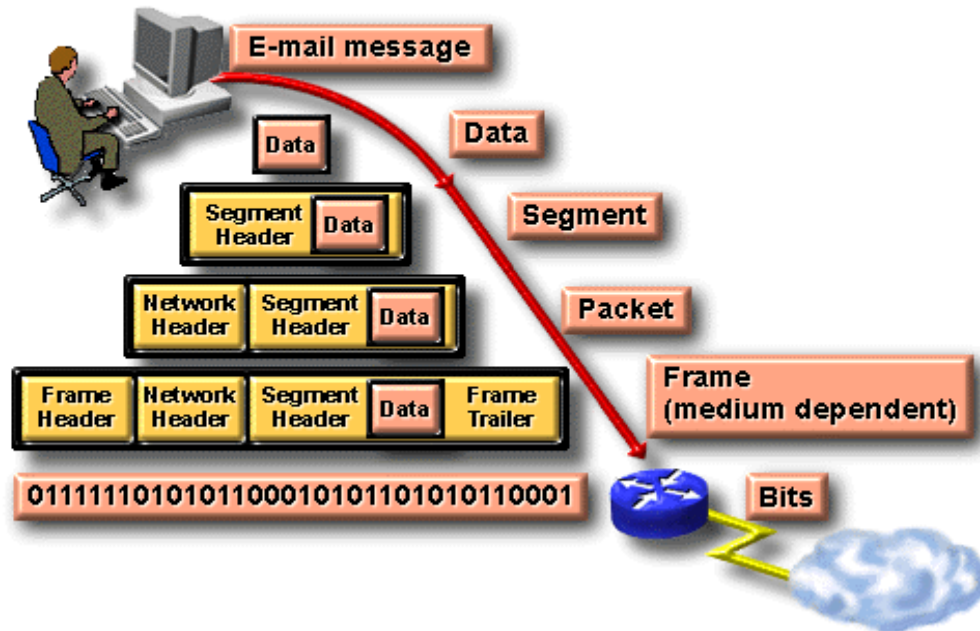 E-mail message
Data
Data
Segment
Header
Data
Segment
Network
Header
Segment
Header
Data
Packet
Frame
Header
Network
Header
Segment
Header
Data
Frame
Trailer
Frame
(medium dependent)
0111111010101100010101101010110001
Bits